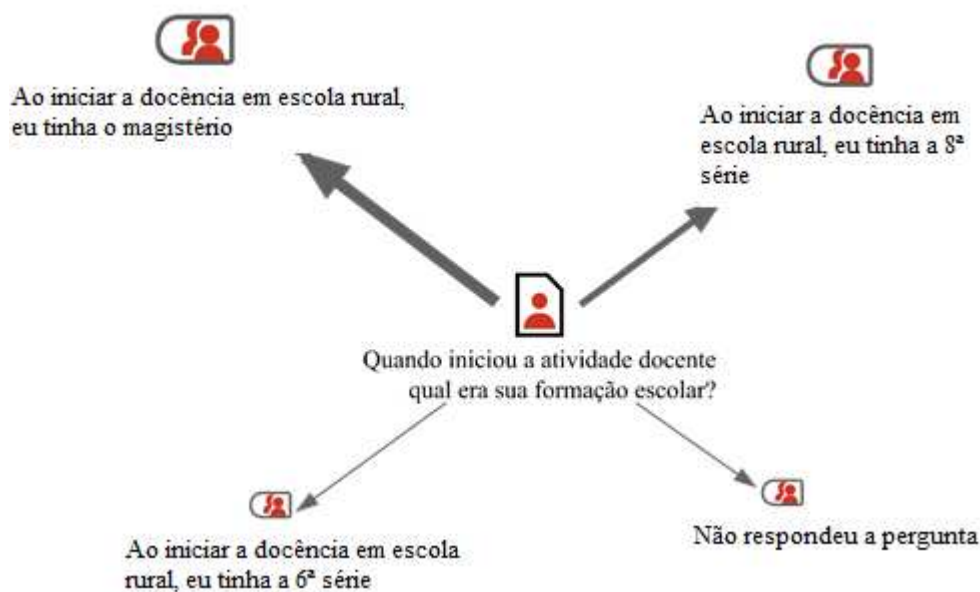 Ao iniciar a docência em escola rural,
eu tinha o magistério
Ao iniciar a docência em
escola rural, eu tinha a 8ª
série
Quando iniciou a atividade docente
qual era sua formação escolar?
Ao iniciar a docência em escola
rural, eu tinha a 6ª série
Não respondeu a pergunta